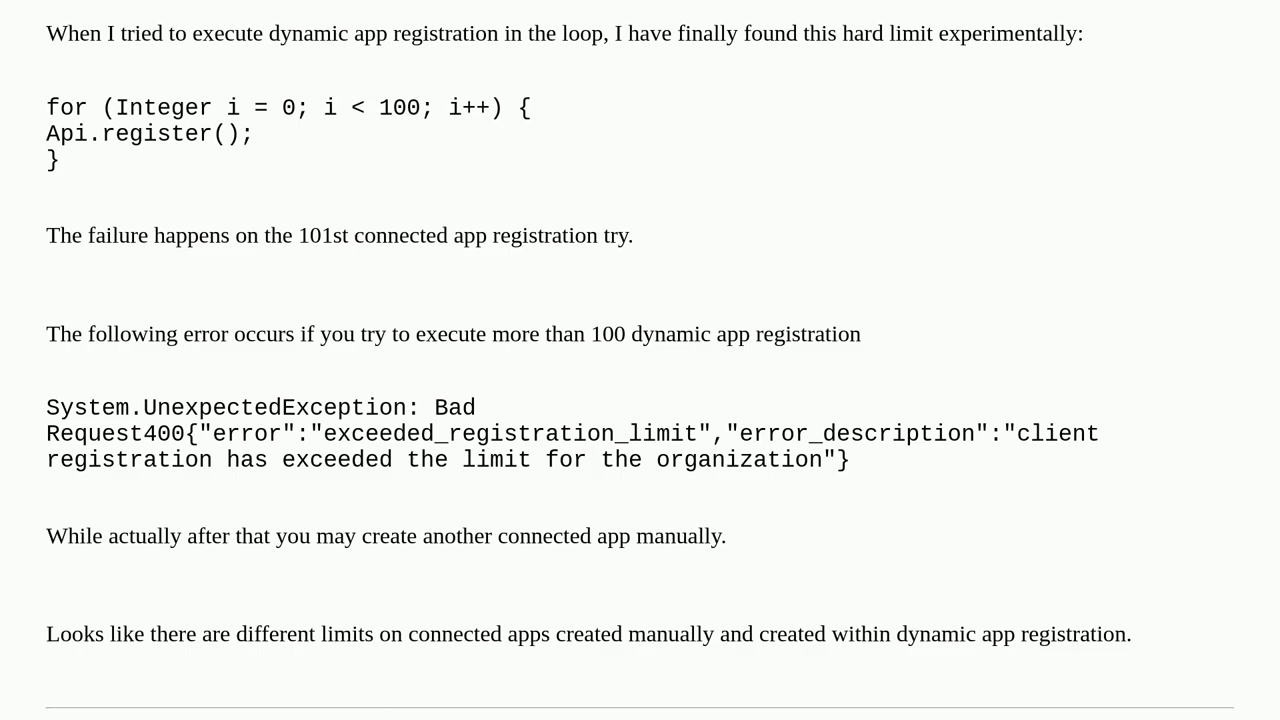 When I tried to execute dynamic app registration in the loop, I have finally found this hard limit experimentally:
for (Integer i = 0; i < 100; i++) {
Api.register();
}
The failure happens on the 101st connected app registration try.
The following error occurs if you try to execute more than 100 dynamic app registration
System.UnexpectedException: Bad
Request400{"error":"exceeded_registration_limit","error_description":"client
registration has exceeded the limit for the organization"}
While actually after that you may create another connected app manually.
Looks like there are different limits on connected apps created manually and created within dynamic app registration.